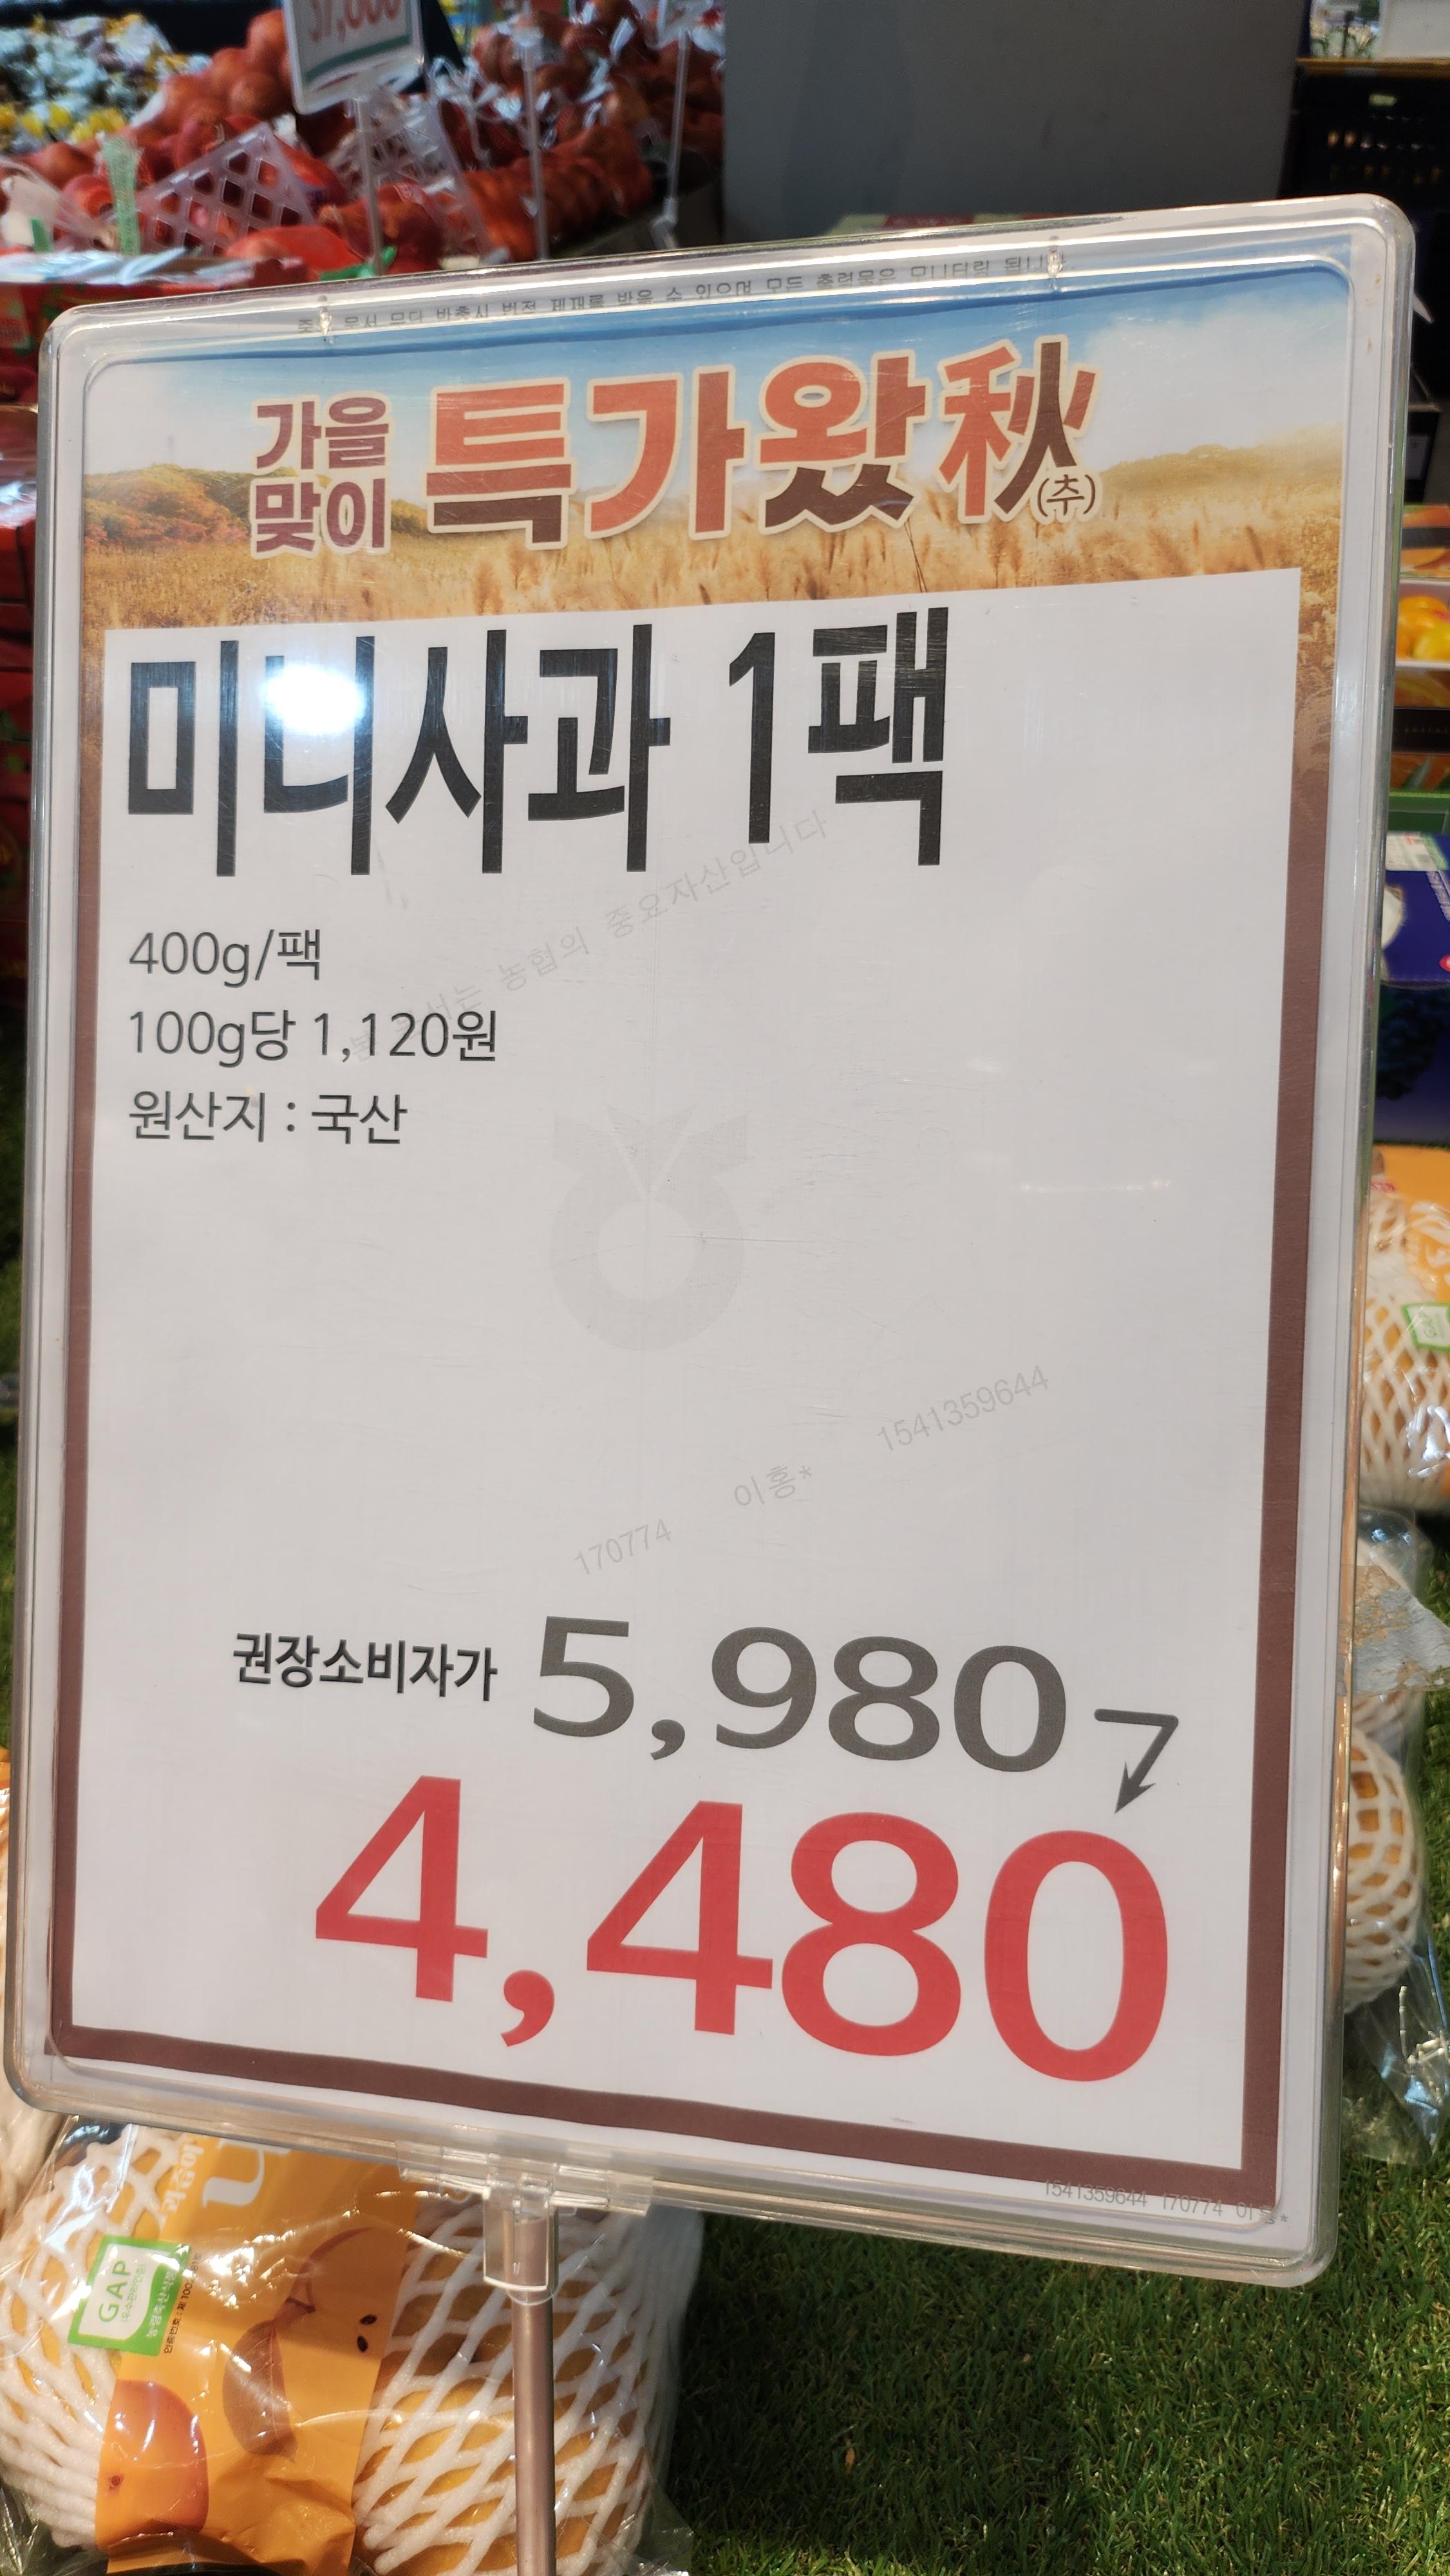 37,000
가을
맞이
특가왔秋
(추)
미니사과 1팩
400g/팩
100g당 1,120원
원산지 : 국산
농협의 중요자산입니다
170774 이홍* 1541359644
권장소비자가 5,980
4,480
1541359644 170774
GAP